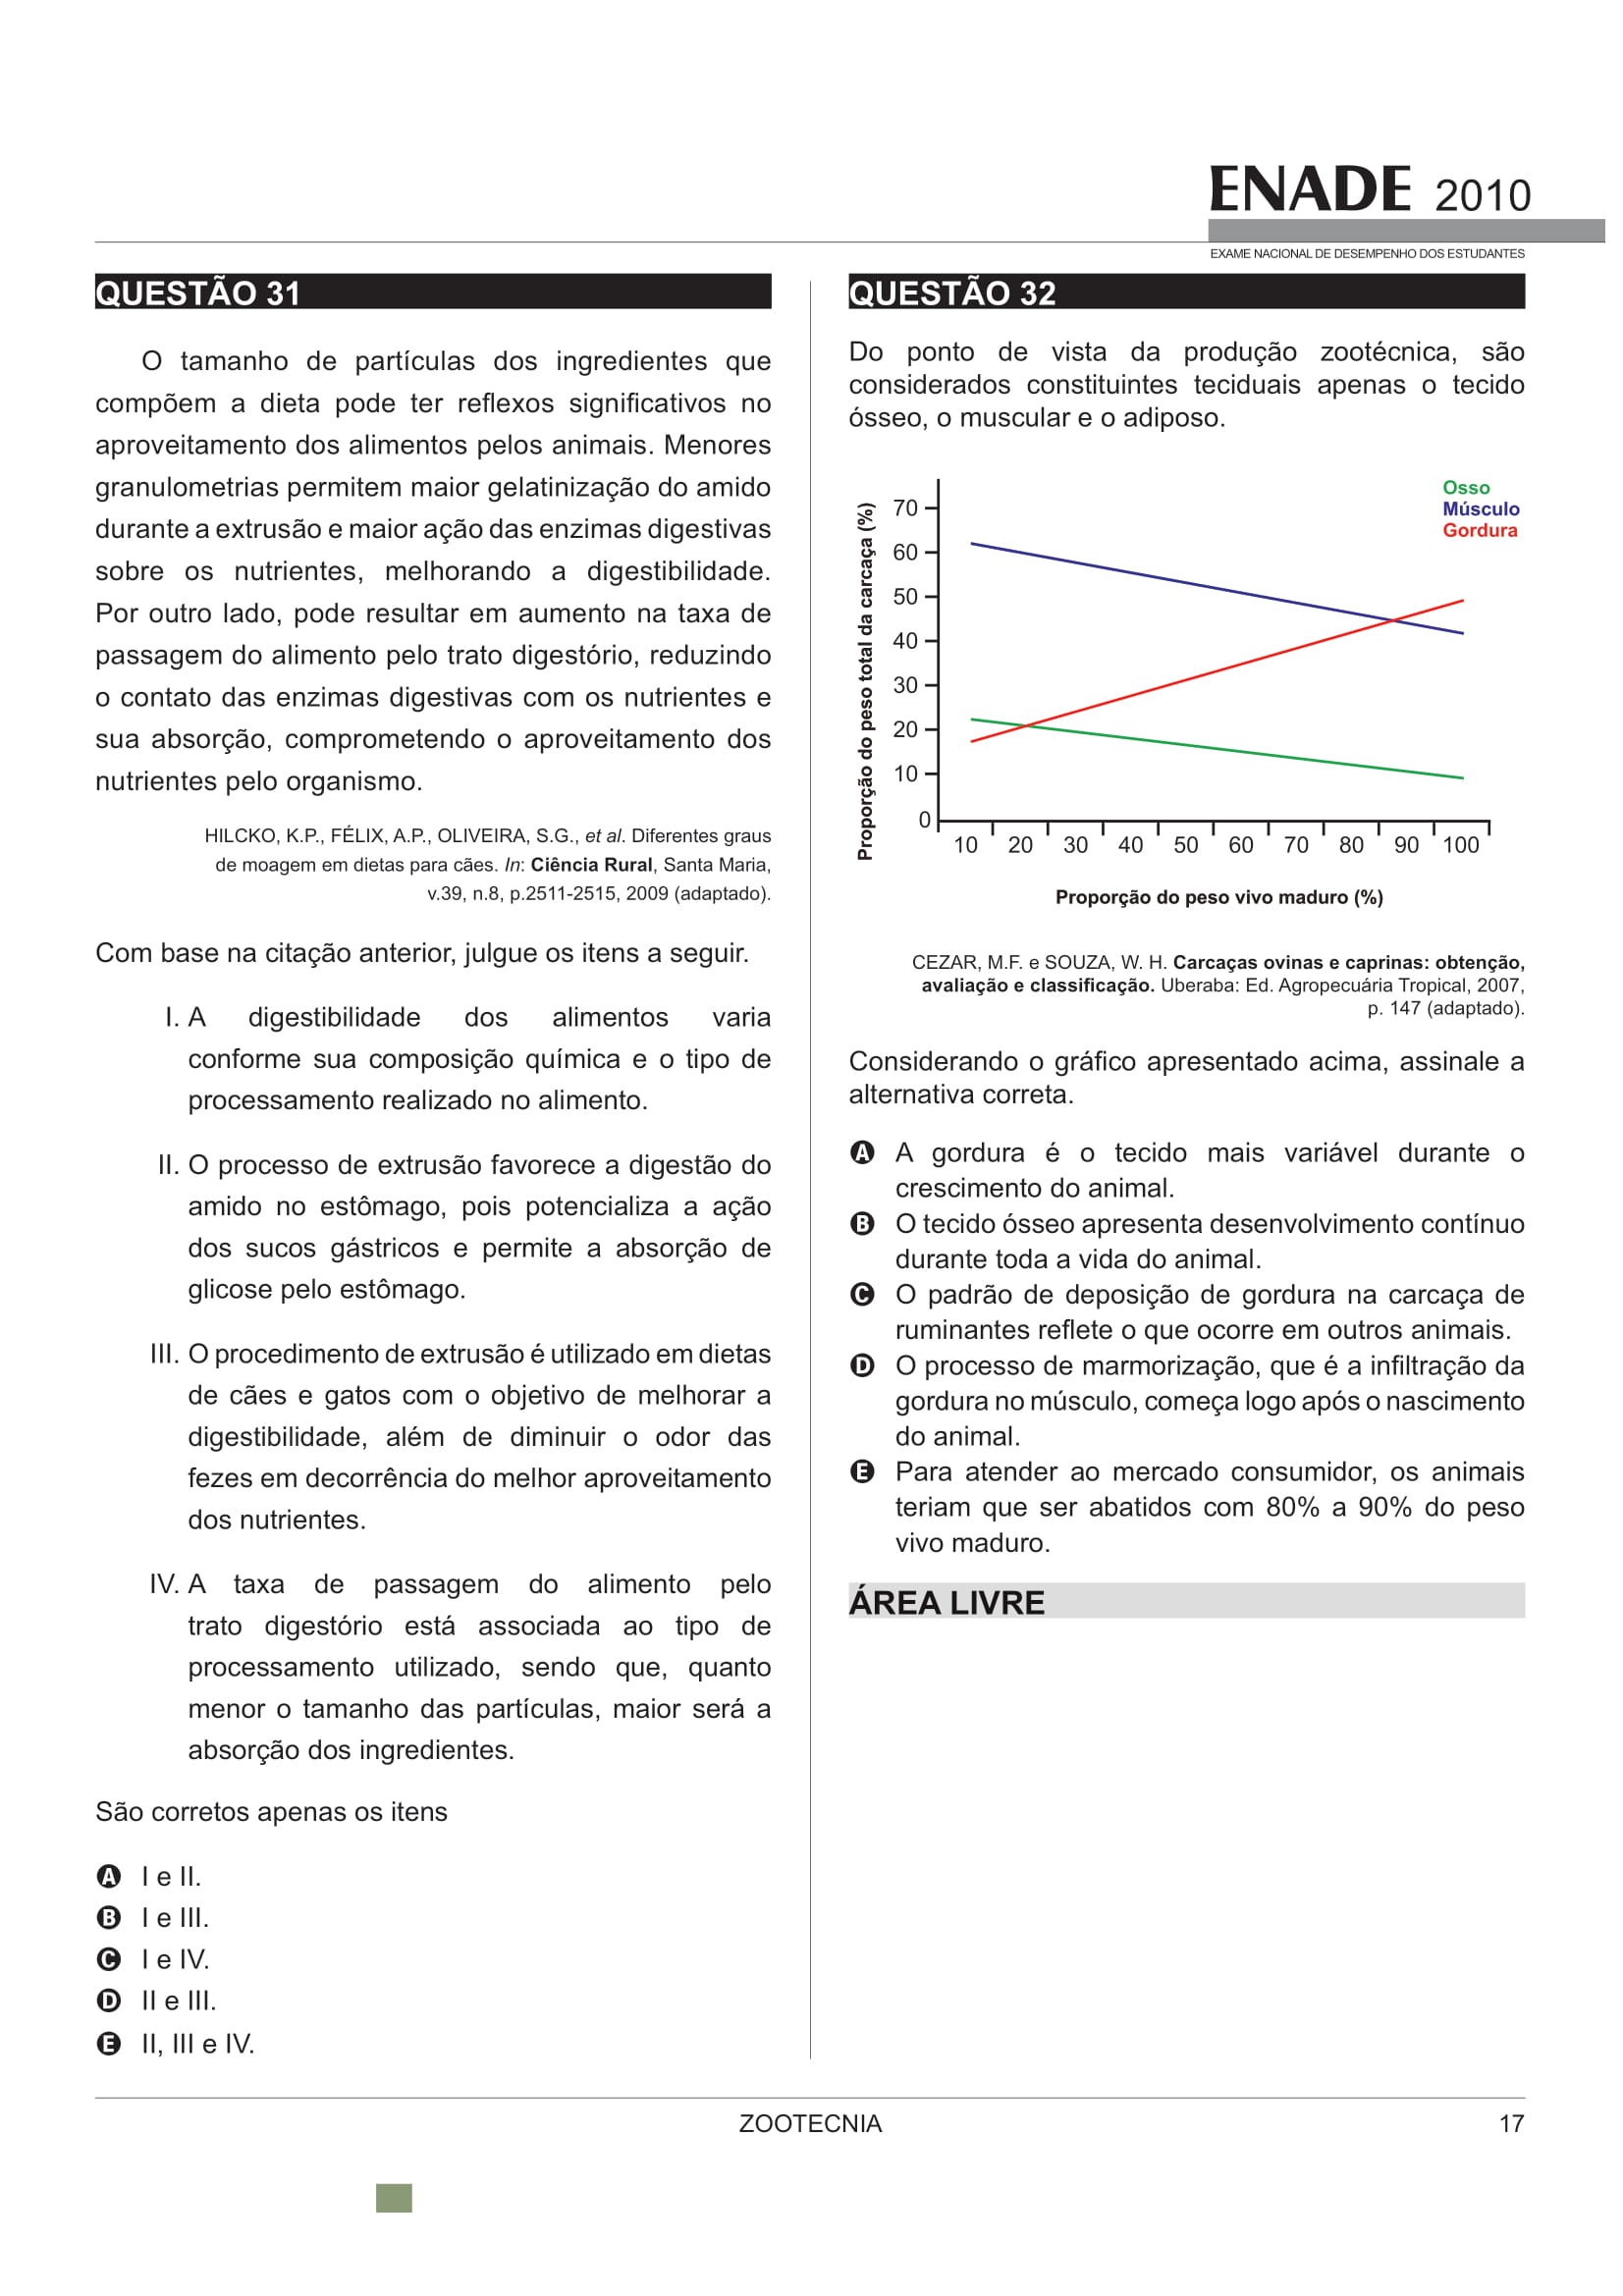 ENADE 2010
EXAME NACIONAL DE DESEMPENHO DOS ESTUDANTES
QUESTÃO 31
O tamanho de partículas dos ingredientes que
compõem a dieta pode ter reflexos significativos no
aproveitamento dos alimentos pelos animais. Menores
granulometrias permitem maior gelatinização do amido
durante a extrusão e maior ação das enzimas digestivas
sobre os nutrientes, melhorando a digestibilidade.
Por outro lado, pode resultar em aumento na taxa de
passagem do alimento pelo trato digestório, reduzindo
o contato das enzimas digestivas com os nutrientes e
sua absorção, comprometendo o aproveitamento dos
nutrientes pelo organismo.
HILCKO, K.P., FÉLIX, A.P., OLIVEIRA, S.G., et al. Diferentes graus
de moagem em dietas para cães. In: Ciência Rural, Santa Maria,
v.39, n.8, p.2511-2515, 2009 (adaptado).
Com base na citação anterior, julgue os itens a seguir.
I. A digestibilidade dos alimentos varia
conforme sua composição química e o tipo de
processamento realizado no alimento.
II. O processo de extrusão favorece a digestão do
amido no estômago, pois potencializa a ação
dos sucos gástricos e permite a absorção de
glicose pelo estômago.
III. O procedimento de extrusão é utilizado em dietas
de cães e gatos com o objetivo de melhorar a
digestibilidade, além de diminuir o odor das
fezes em decorrência do melhor aproveitamento
dos nutrientes.
IV. A taxa de passagem do alimento pelo
trato digestório está associada ao tipo de
processamento utilizado, sendo que, quanto
menor o tamanho das partículas, maior será a
absorção dos ingredientes.
São corretos apenas os itens
A I e II.
B I e III.
C I e IV.
D II e III.
E II, III e IV.
QUESTÃO 32
Do ponto de vista da produção zootécnica, são
considerados constituintes teciduais apenas o tecido
ósseo, o muscular e o adiposo.
Osso
Músculo
Gordura
Proporção do peso total da carcaça (%)
70
60
50
40
30
20
10
0
10 20 30 40 50 60 70 80 90 100
Proporção do peso vivo maduro (%)
CEZAR, M.F. e SOUZA, W. H. Carcaças ovinas e caprinas: obtenção,
avaliação e classificação. Uberaba: Ed. Agropecuária Tropical, 2007,
p. 147 (adaptado).
Considerando o gráfico apresentado acima, assinale a
alternativa correta.
A A gordura é o tecido mais variável durante o
crescimento do animal.
B O tecido ósseo apresenta desenvolvimento contínuo
durante toda a vida do animal.
C O padrão de deposição de gordura na carcaça de
ruminantes reflete o que ocorre em outros animais.
D O processo de marmorização, que é a infiltração da
gordura no músculo, começa logo após o nascimento
do animal.
E Para atender ao mercado consumidor, os animais
teriam que ser abatidos com 80% a 90% do peso
vivo maduro.
ÁREA LIVRE
ZOOTECNIA
17